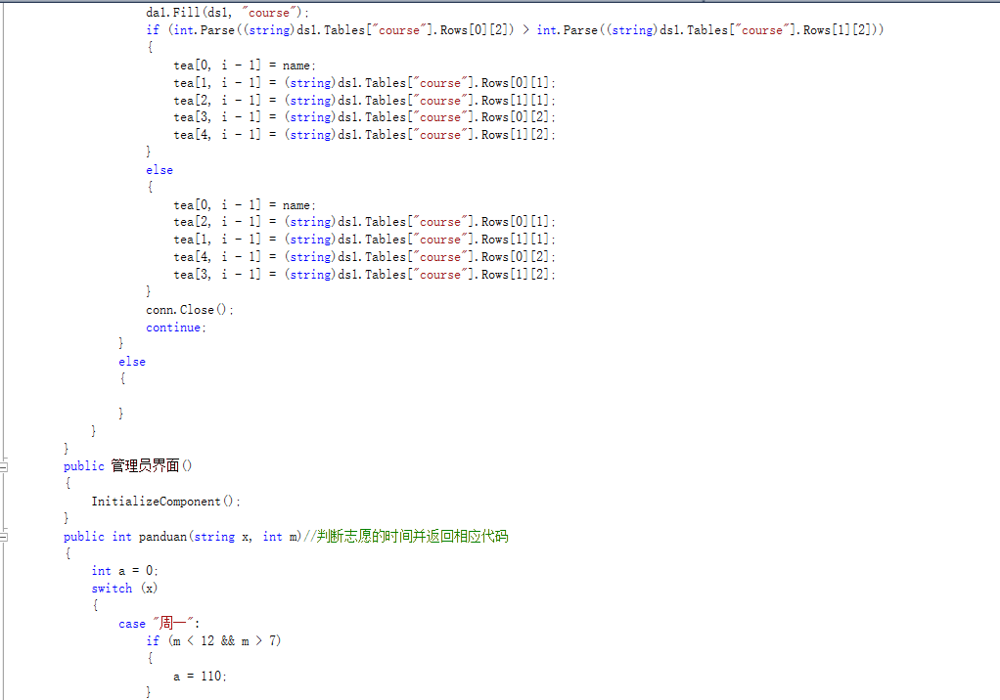 da1.Fill(ds1, "course");
if (int.Parse((string)ds1.Tables["course"].Rows[0][2]) > int.Parse((string)ds1.Tables["course"].Rows[1][2]))
{
tea[0, i - 1] = name;
tea[1, i - 1] = (string)ds1.Tables["course"].Rows[0][1];
tea[2, i - 1] = (string)ds1.Tables["course"].Rows[1][1];
tea[3, i - 1] = (string)ds1.Tables["course"].Rows[0][2];
tea[4, i - 1] = (string)ds1.Tables["course"].Rows[1][2];
}
else
{
tea[0, i - 1] = name;
tea[2, i - 1] = (string)ds1.Tables["course"].Rows[0][1];
tea[1, i - 1] = (string)ds1.Tables["course"].Rows[1][1];
tea[4, i - 1] = (string)ds1.Tables["course"].Rows[0][2];
tea[3, i - 1] = (string)ds1.Tables["course"].Rows[1][2];
}
conn.Close();
continue;
}
else
{
}
}
}
public 管理员界面()
{
InitializeComponent();
}
public int panduan(string x, int m)//判断志愿的时间并返回相应代码
{
int a = 0;
switch (x)
{
case "周一":
if (m < 12 && m > 7)
{
a = 110;
}